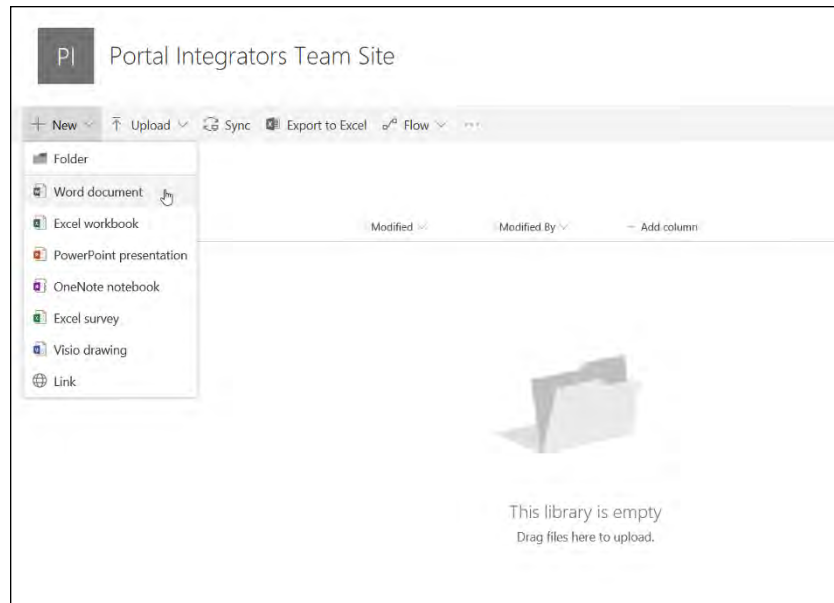 PI Portal Integrators Team Site
+ New Upload Sync Export to Excel Flow ...
Folder
Word document
Excel workbook
Modified Modified By Add column
PowerPoint presentation
OneNote notebook
Excel survey
Visio drawing
Link
This library is empty
Drag files here to upload.